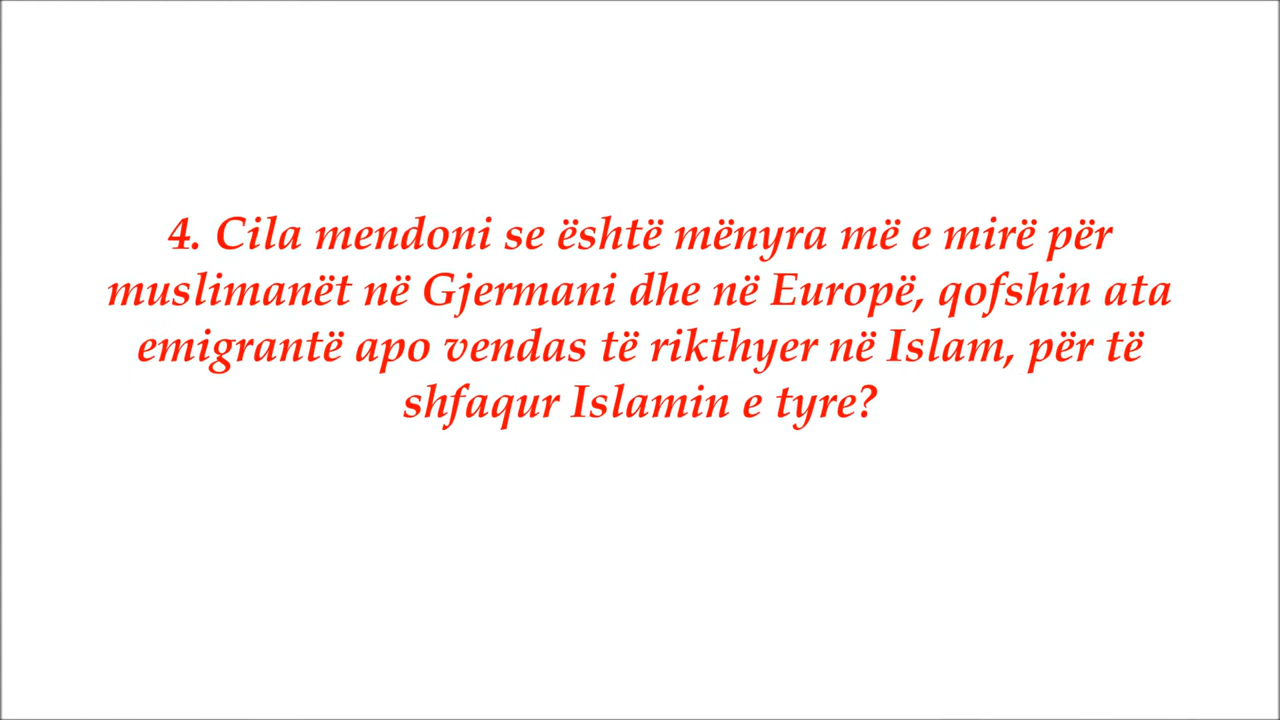 4. Cila mendoni se është mënyra më e mirë për
muslimanët në Gjermani dhe në Europë, qofshin ata
emigrantë apo vendas të rikthyer në Islam, për të
shfaqur Islamin e tyre?